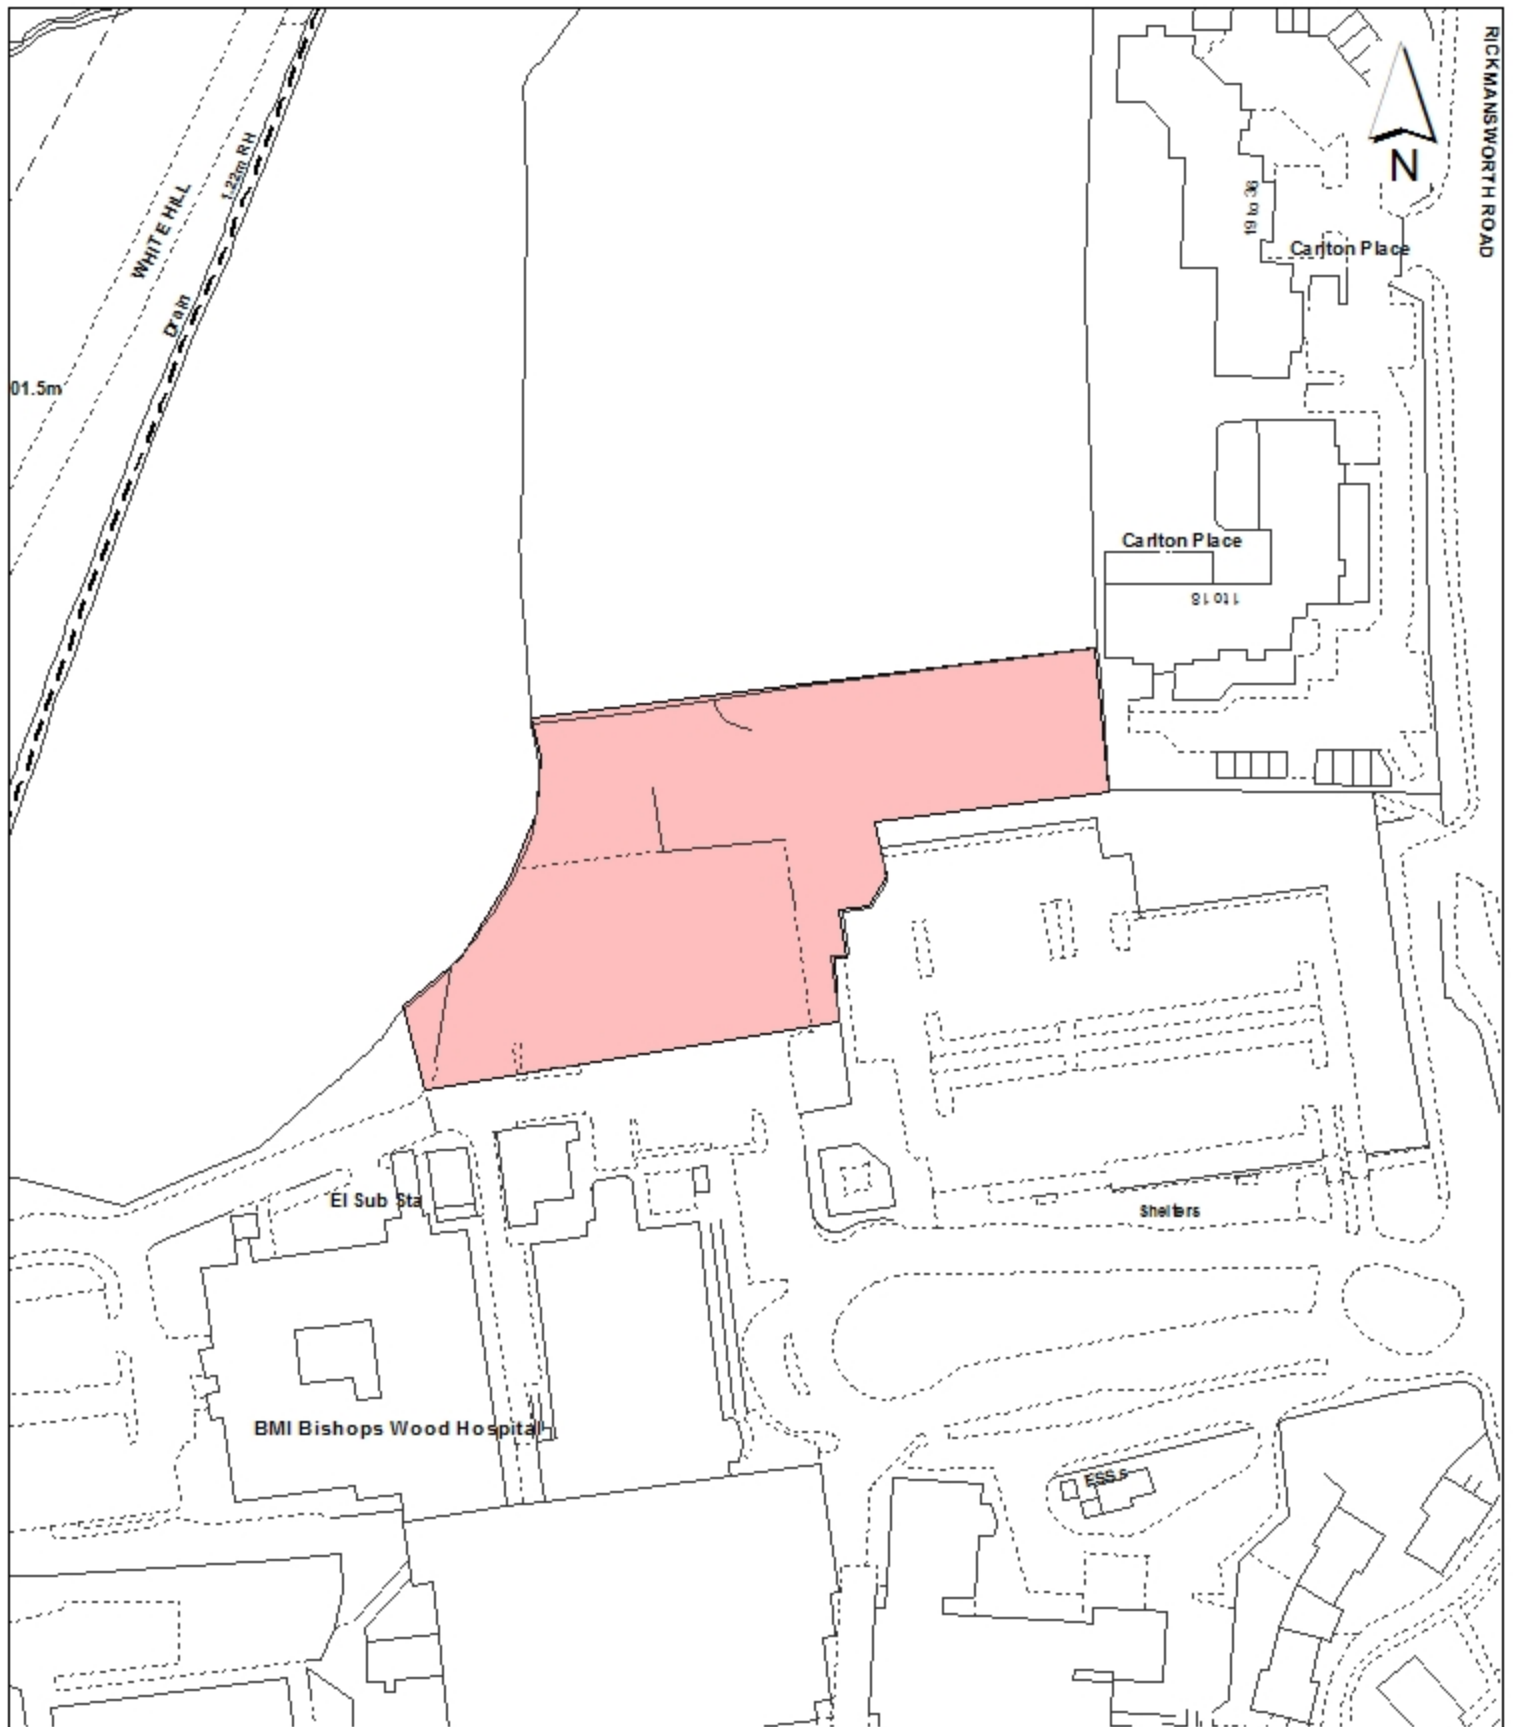 RICKMANSWORTH ROAD
N
1.22m RH
WHITE HILL
19 to 36
Carlton Place
Drain
01.5m
Carlton Place
1 to 18
El Sub Sta
Shelters
BMI Bishops Wood Hospital
ESS.s